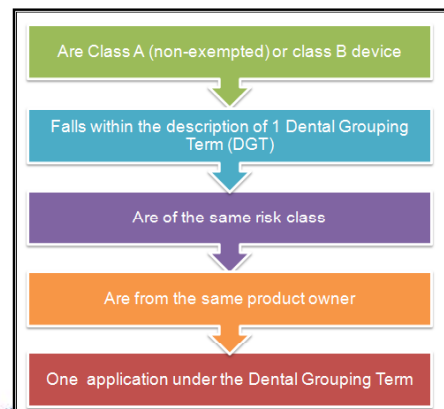 Are Class A (non-exempted) or class B device
Falls within the description of 1 Dental Grouping
Term (DGT)
Are of the same risk class
Are from the same product owner
One application under the Dental Grouping Term